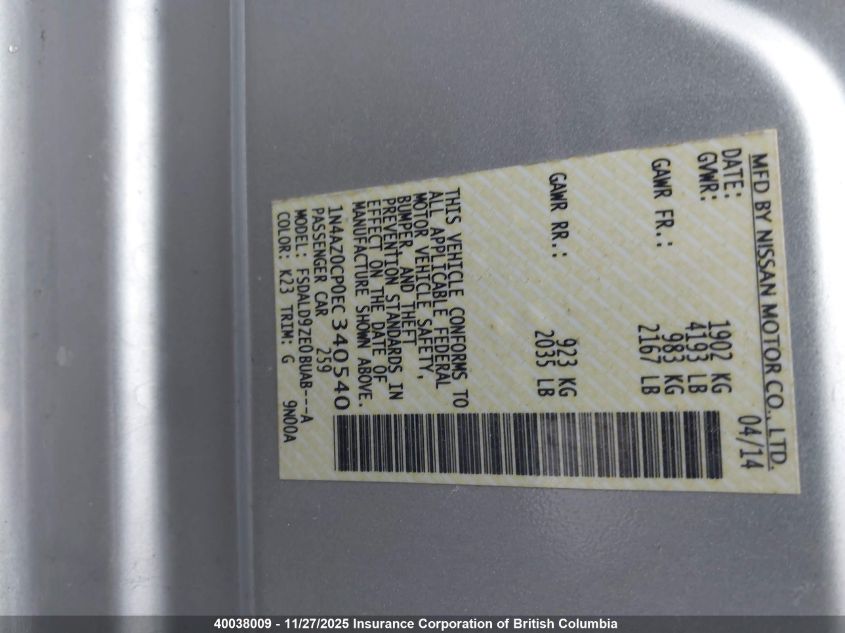 MFD BY NISSAN MOTOR CO., LTD.
DATE: 04/14
GVWR: 1902 KG
4193 LB
GAWR FR.: 983 KG
2167 LB
GAWR RR.: 923 KG
2035 LB
THIS VEHICLE CONFORMS TO
ALL APPLICABLE FEDERAL
MOTOR VEHICLE SAFETY,
BUMPER, AND THEFT
PREVENTION STANDARDS IN
EFFECT ON THE DATE OF
MANUFACTURE SHOWN ABOVE.
1N4AZ0CP0EC340540
PASSENGER CAR 259
MODEL: FSDALD9ZE0BUAB---A
COLOR: K23 TRIM: G 9N00A
40038009 - 11/27/2025 Insurance Corporation of British Columbia